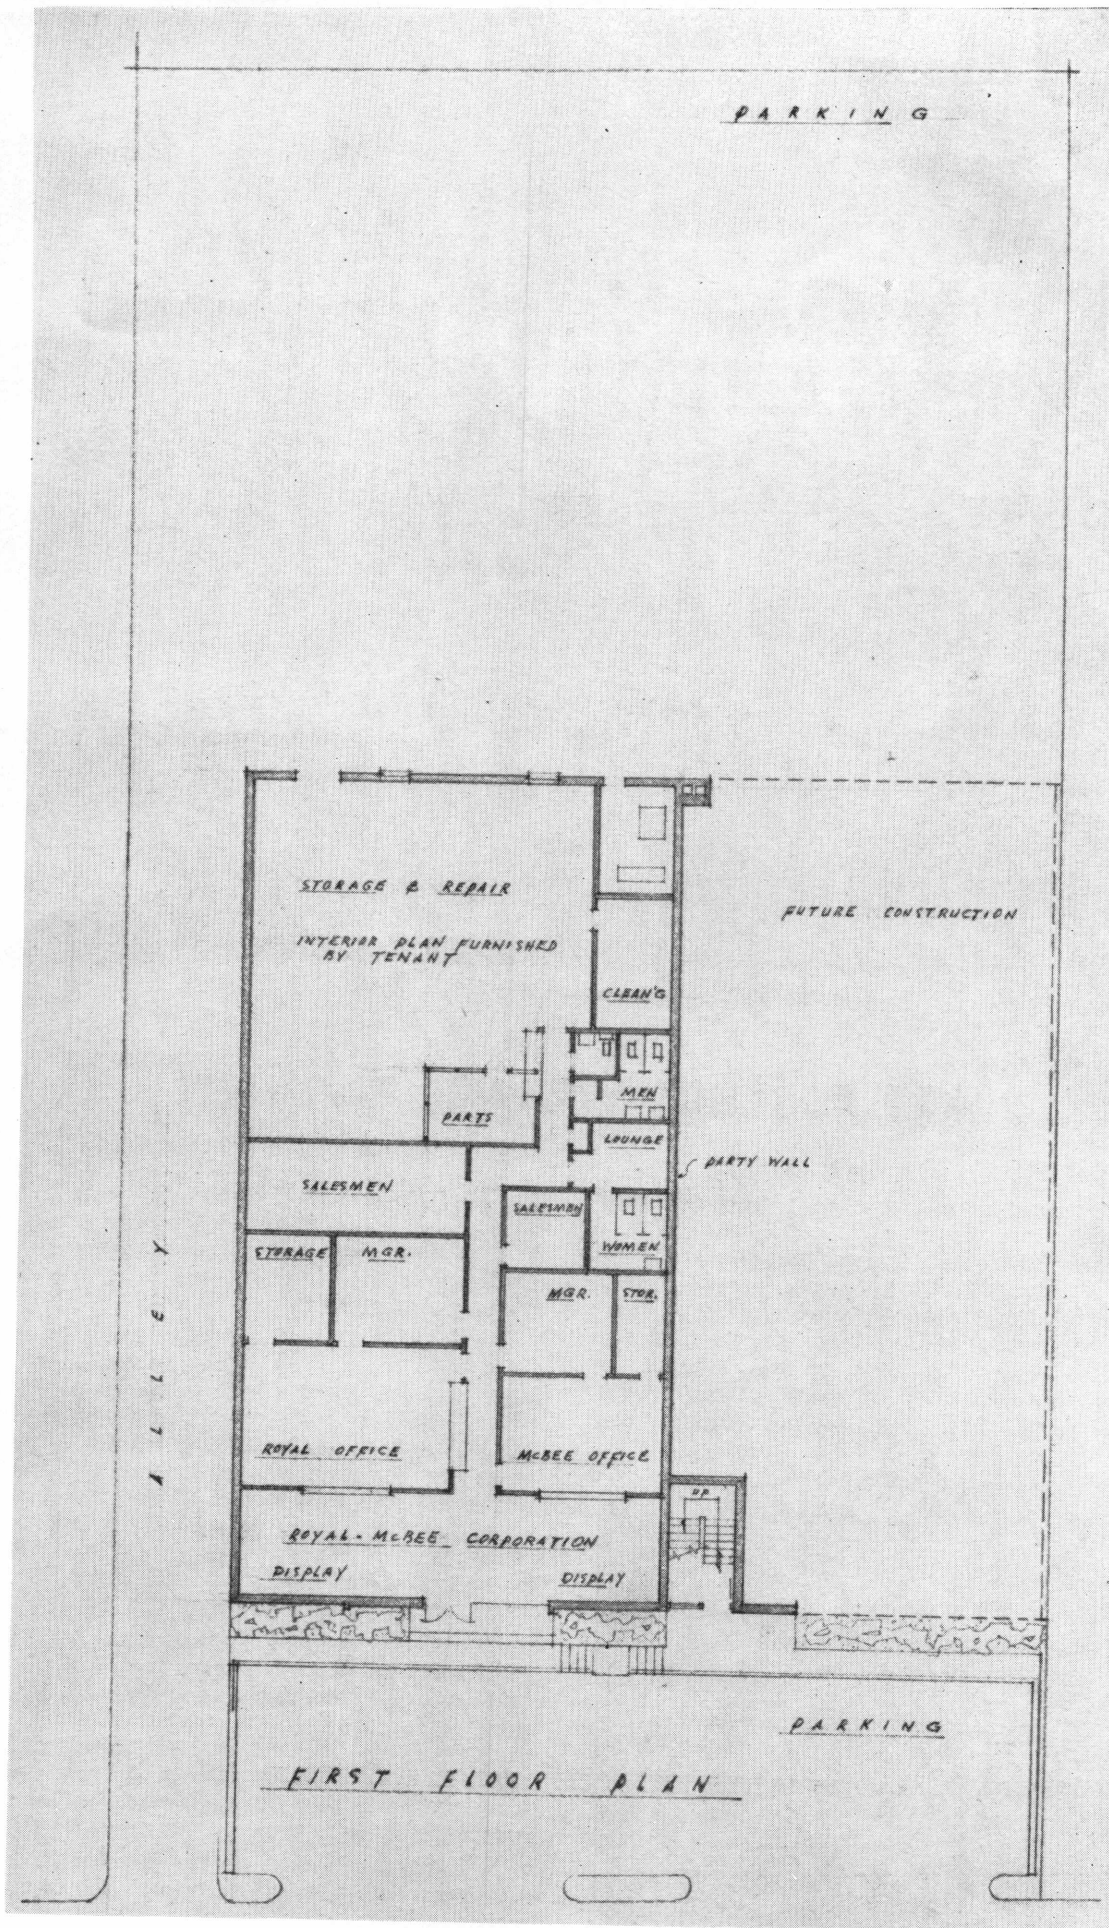 PARKING
STORAGE & REPAIR
FUTURE CONSTRUCTION
INTERIOR PLAN FURNISHED
BY TENANT
CLEAN'G
MEN
PARTS
LOUNGE
PARTY WALL
SALESMEN
SALESMEN
STORAGE
MGR.
WOMEN
MGR.
STOR.
ALLEY
ROYAL OFFICE
McBEE OFFICE
UP
ROYAL-McBEE CORPORATION
DISPLAY
DISPLAY
PARKING
FIRST FLOOR PLAN